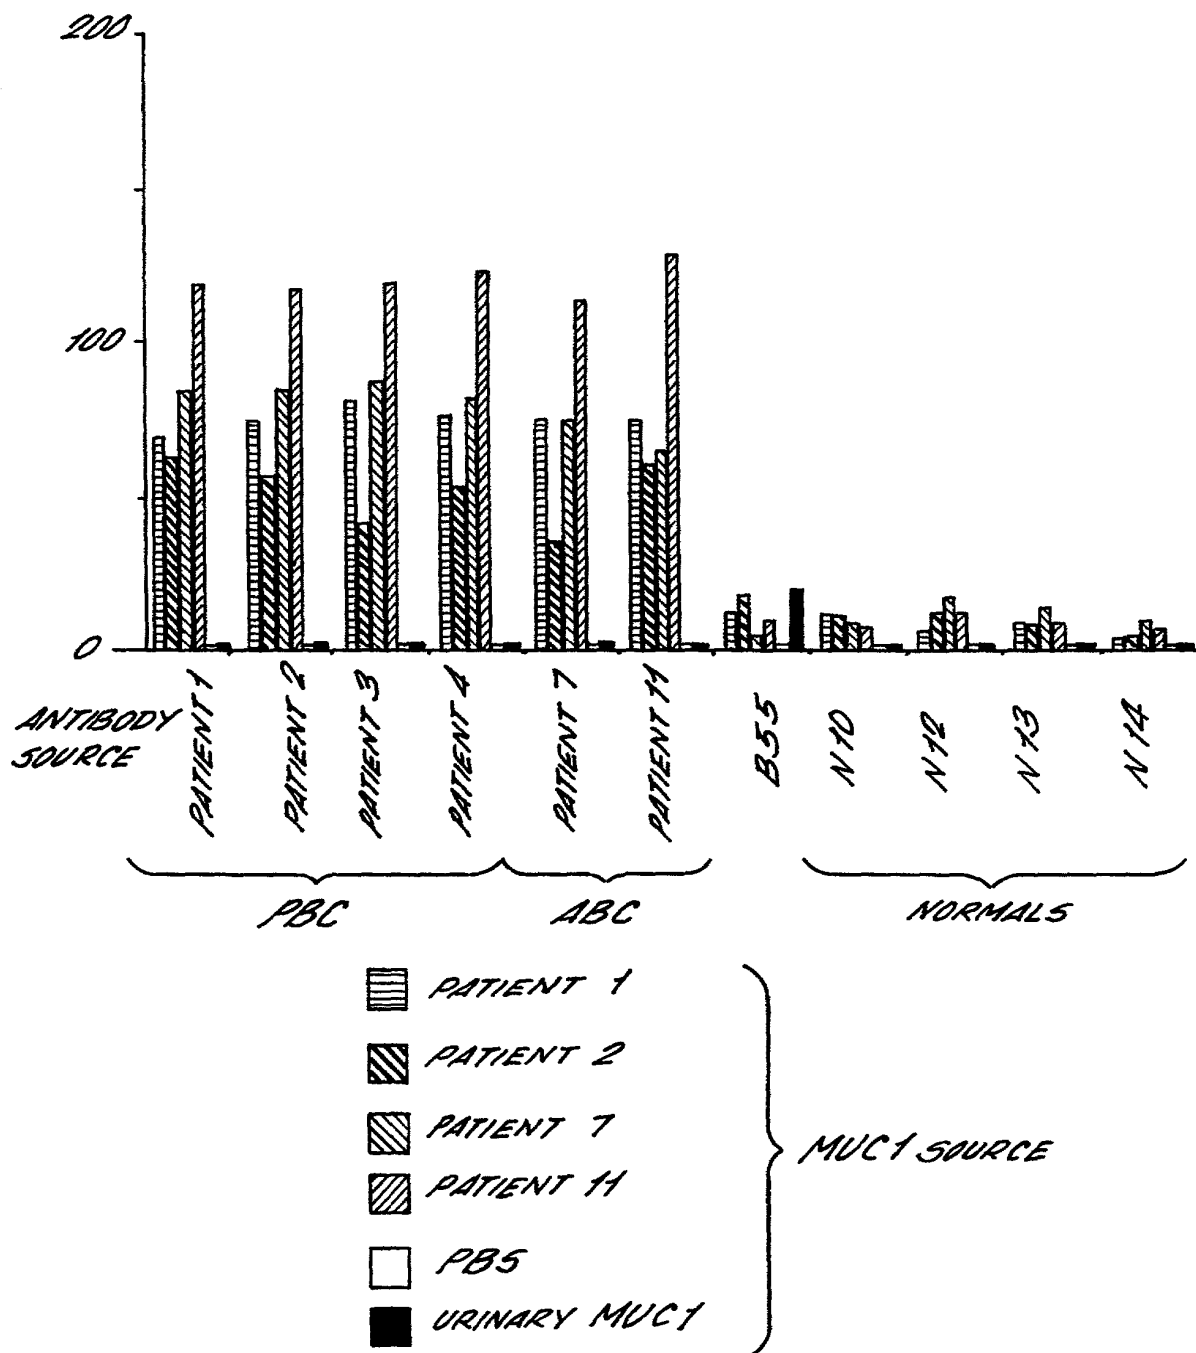 200
100
0
ANTIBODY
SOURCE
PATIENT 1
PATIENT 2
PATIENT 3
PATIENT 4
PATIENT 7
PATIENT 11
B55
N10
N12
N13
N14
PBC
ABC
NORMALS
PATIENT 1
PATIENT 2
PATIENT 7
PATIENT 11
PBS
URINARY MUC1
MUC1 SOURCE